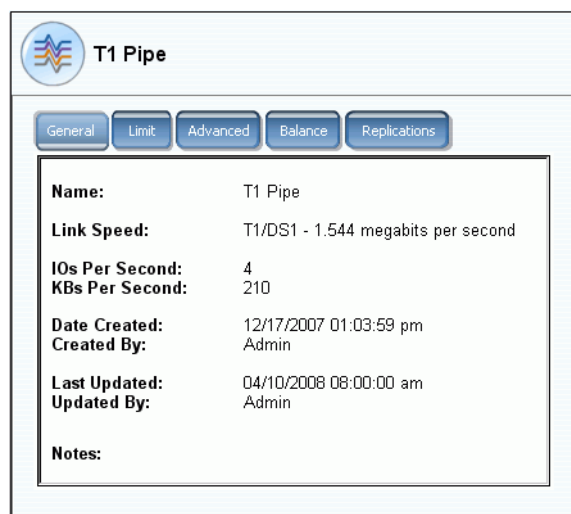 T1 Pipe
General Limit Advanced Balance Replications
Name: T1 Pipe
Link Speed: T1/DS1 - 1.544 megabits per second
IOs Per Second: 4
KBs Per Second: 210
Date Created: 12/17/2007 01:03:59 pm
Created By: Admin
Last Updated: 04/10/2008 08:00:00 am
Updated By: Admin
Notes: